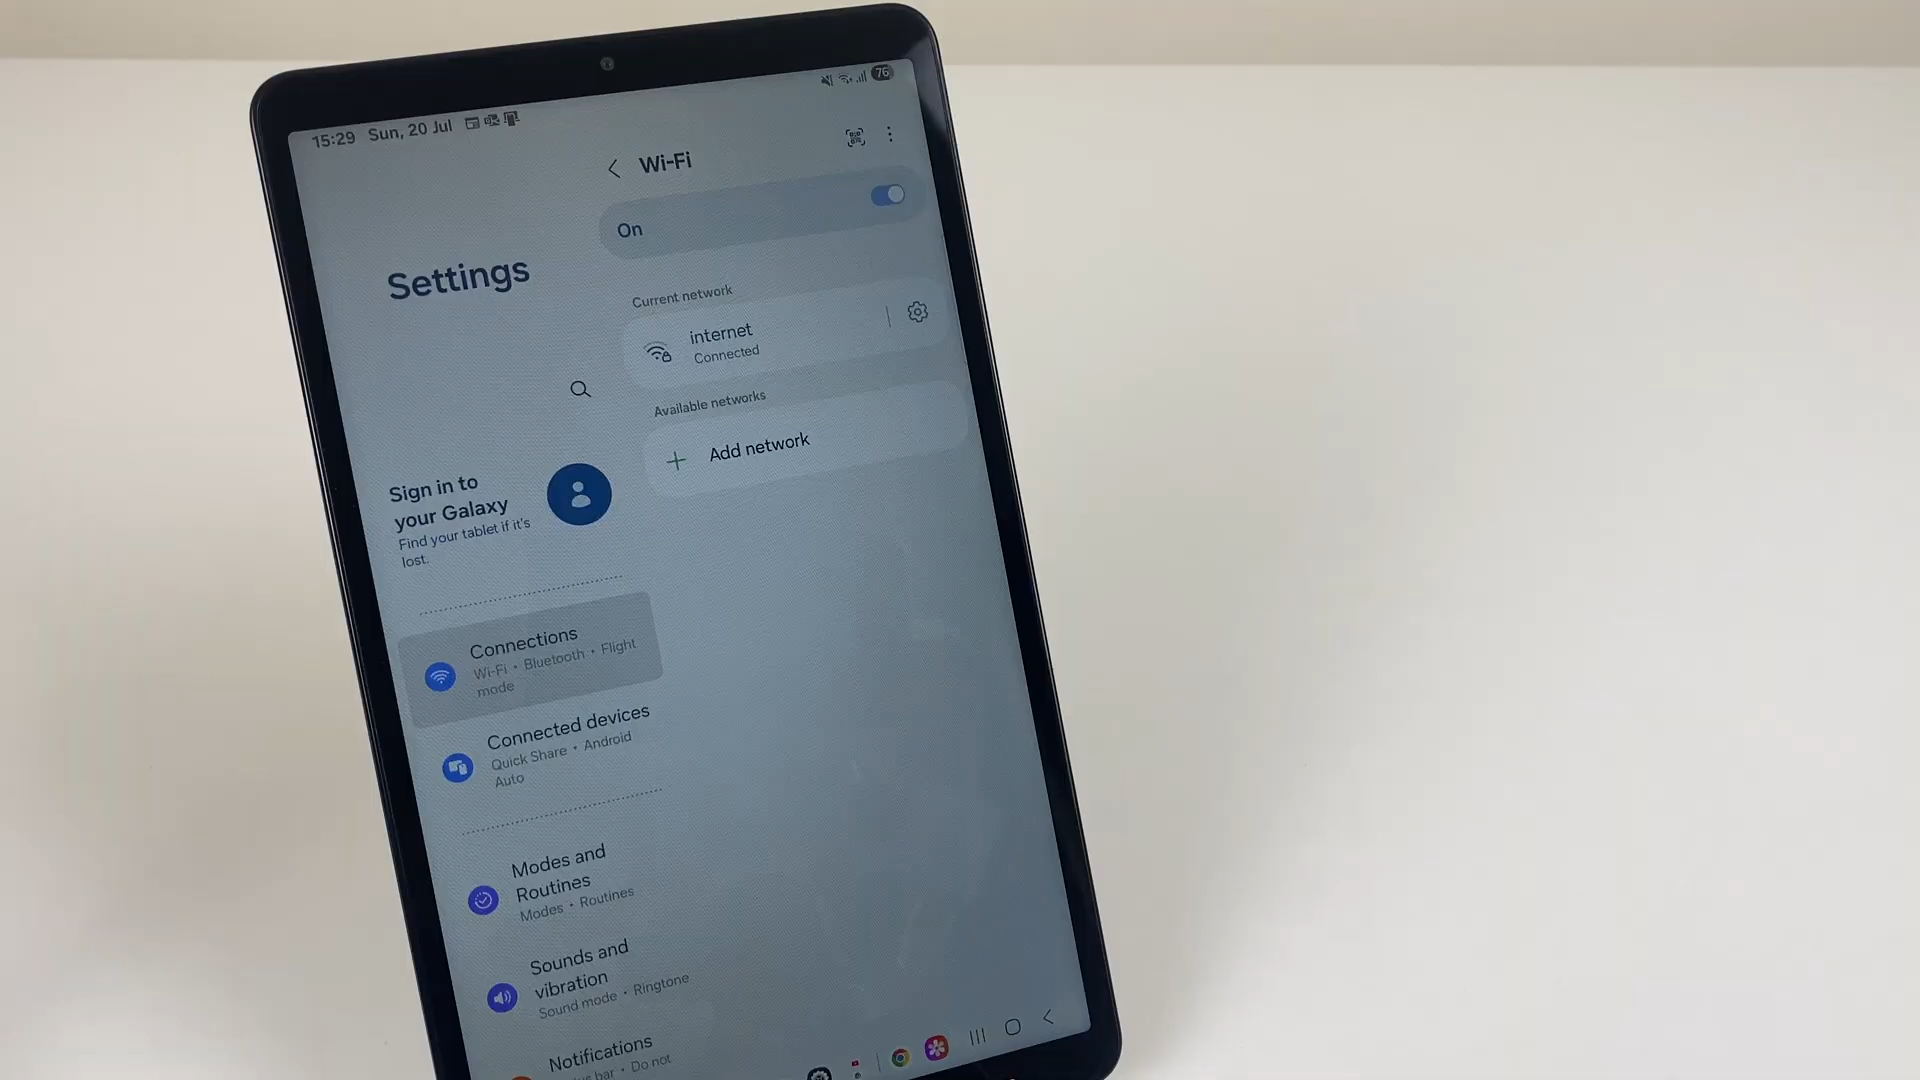 15:29 Sun, 20 Jul
76
Wi-Fi
On
Settings
Current network
internet
Connected
Available networks
Add network
Sign in to
your Galaxy
Find your tablet if it's
lost.
Connections
Wi-Fi • Bluetooth • Flight
mode
Connected devices
Quick Share • Android
Auto
Modes and
Routines
Modes • Routines
Sounds and
vibration
Sound mode • Ringtone
Notifications
bar • Do not